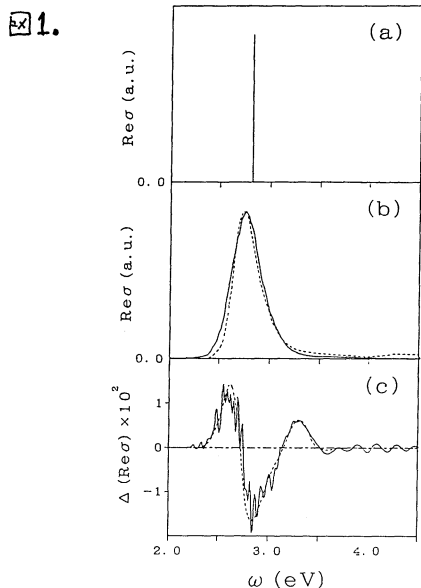 ex 1.
(a)
Re σ (a.u.)
0.0
(b)
Re σ (a.u.)
0.0
(c)
Δ (Re σ) ×10²
1
0
−1
2.0 3.0 4.0
ω (eV)